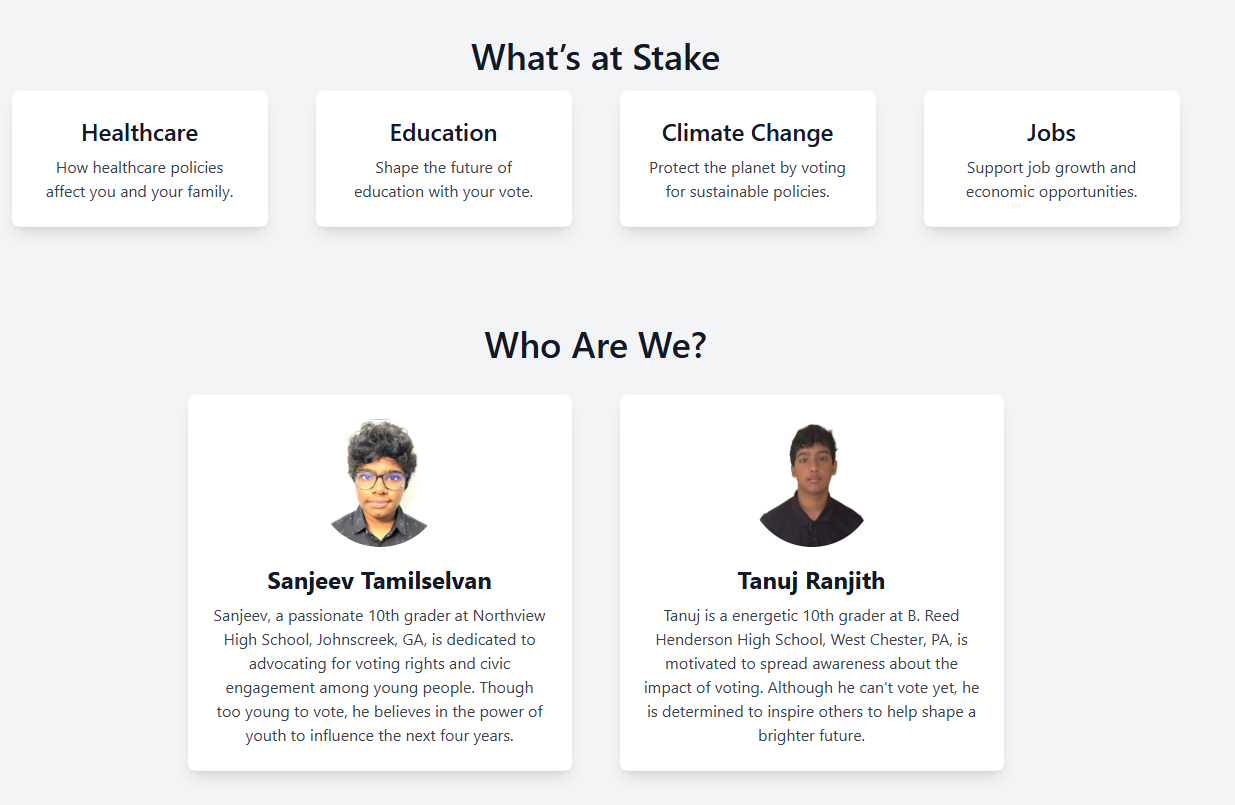 What’s at Stake
Healthcare
How healthcare policies
affect you and your family.
Education
Shape the future of
education with your vote.
Climate Change
Protect the planet by voting
for sustainable policies.
Jobs
Support job growth and
economic opportunities.
Who Are We?
Sanjeev Tamilselvan
Sanjeev, a passionate 10th grader at Northview
High School, Johnscreek, GA, is dedicated to
advocating for voting rights and civic
engagement among young people. Though
too young to vote, he believes in the power of
youth to influence the next four years.
Tanuj Ranjith
Tanuj is a energetic 10th grader at B. Reed
Henderson High School, West Chester, PA, is
motivated to spread awareness about the
impact of voting. Although he can't vote yet, he
is determined to inspire others to help shape a
brighter future.